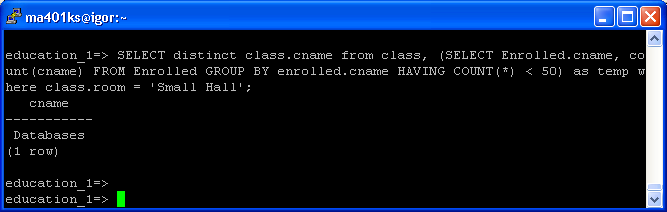 ma401ks@igor:~
education_1=> SELECT distinct class.cname from class, (SELECT Enrolled.cname, co
unt(cname) FROM Enrolled GROUP BY enrolled.cname HAVING COUNT(*) < 50) as temp w
here class.room = 'Small Hall';
   cname
-----------
 Databases
(1 row)
education_1=>
education_1=>